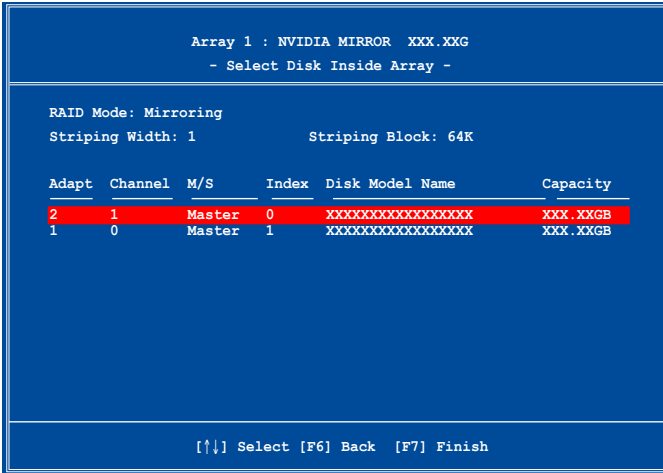 Array 1 : NVIDIA MIRROR  XXX.XXG
- Select Disk Inside Array -
RAID Mode: Mirroring
Striping Width: 1 Striping Block: 64K
Adapt Channel M/S Index Disk Model Name Capacity
2 1 Master 0 XXXXXXXXXXXXXXXXX XXX.XXGB
1 0 Master 1 XXXXXXXXXXXXXXXXX XXX.XXGB
[↑↓] Select [F6] Back [F7] Finish